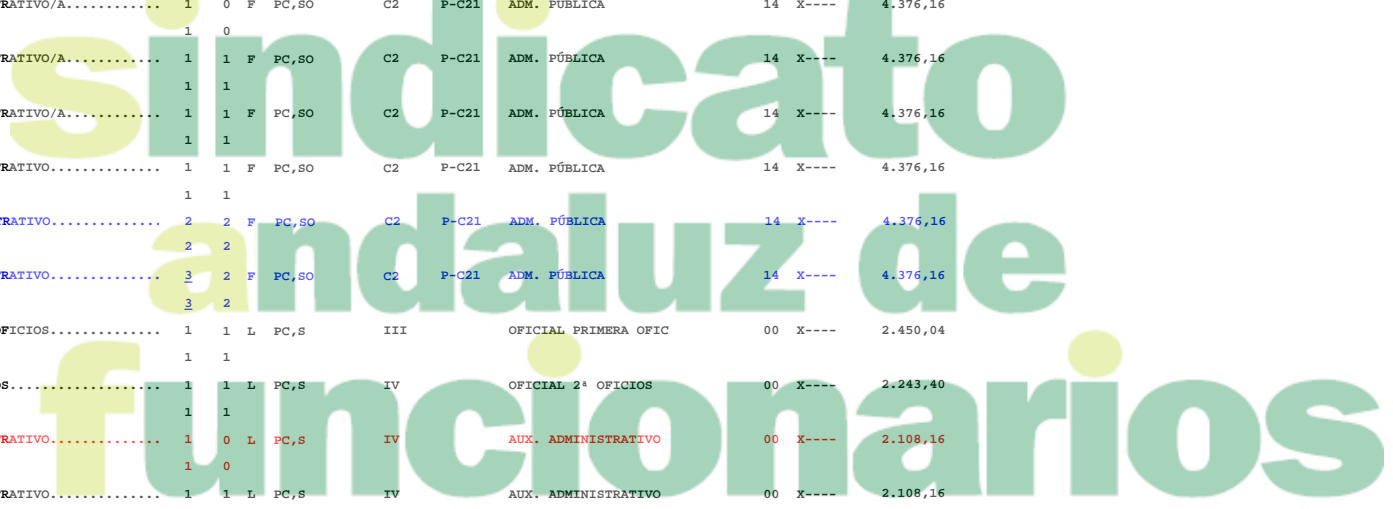 RATIVO/A............ 1 0 F PC,SO C2 P-C21 ADM. PÚBLICA 14 X---- 4.376,16
1 0
RATIVO/A............ 1 1 F PC,SO C2 P-C21 ADM. PÚBLICA 14 X---- 4.376,16
1 1
RATIVO/A............ 1 1 F PC,SO C2 P-C21 ADM. PÚBLICA 14 X---- 4.376,16
1 1
RATIVO.............. 1 1 F PC,SO C2 P-C21 ADM. PÚBLICA 14 X---- 4.376,16
1 1
RATIVO.............. 2 2 F PC,SO C2 P-C21 ADM. PÚBLICA 14 X---- 4.376,16
2 2
RATIVO.............. 3 2 F PC,SO C2 P-C21 ADM. PÚBLICA 14 X---- 4.376,16
3 2
OFICIOS.............. 1 1 L PC,S III OFICIAL PRIMERA OFIC 00 X---- 2.450,04
1 1
OS................... 1 1 L PC,S IV OFICIAL 2ª OFICIOS 00 X---- 2.243,40
1 1
RATIVO.............. 1 0 L PC,S IV AUX. ADMINISTRATIVO 00 X---- 2.108,16
1 0
RATIVO.............. 1 1 L PC,S IV AUX. ADMINISTRATIVO 00 X---- 2.108,16
sindicato
andaluz de
funcionarios